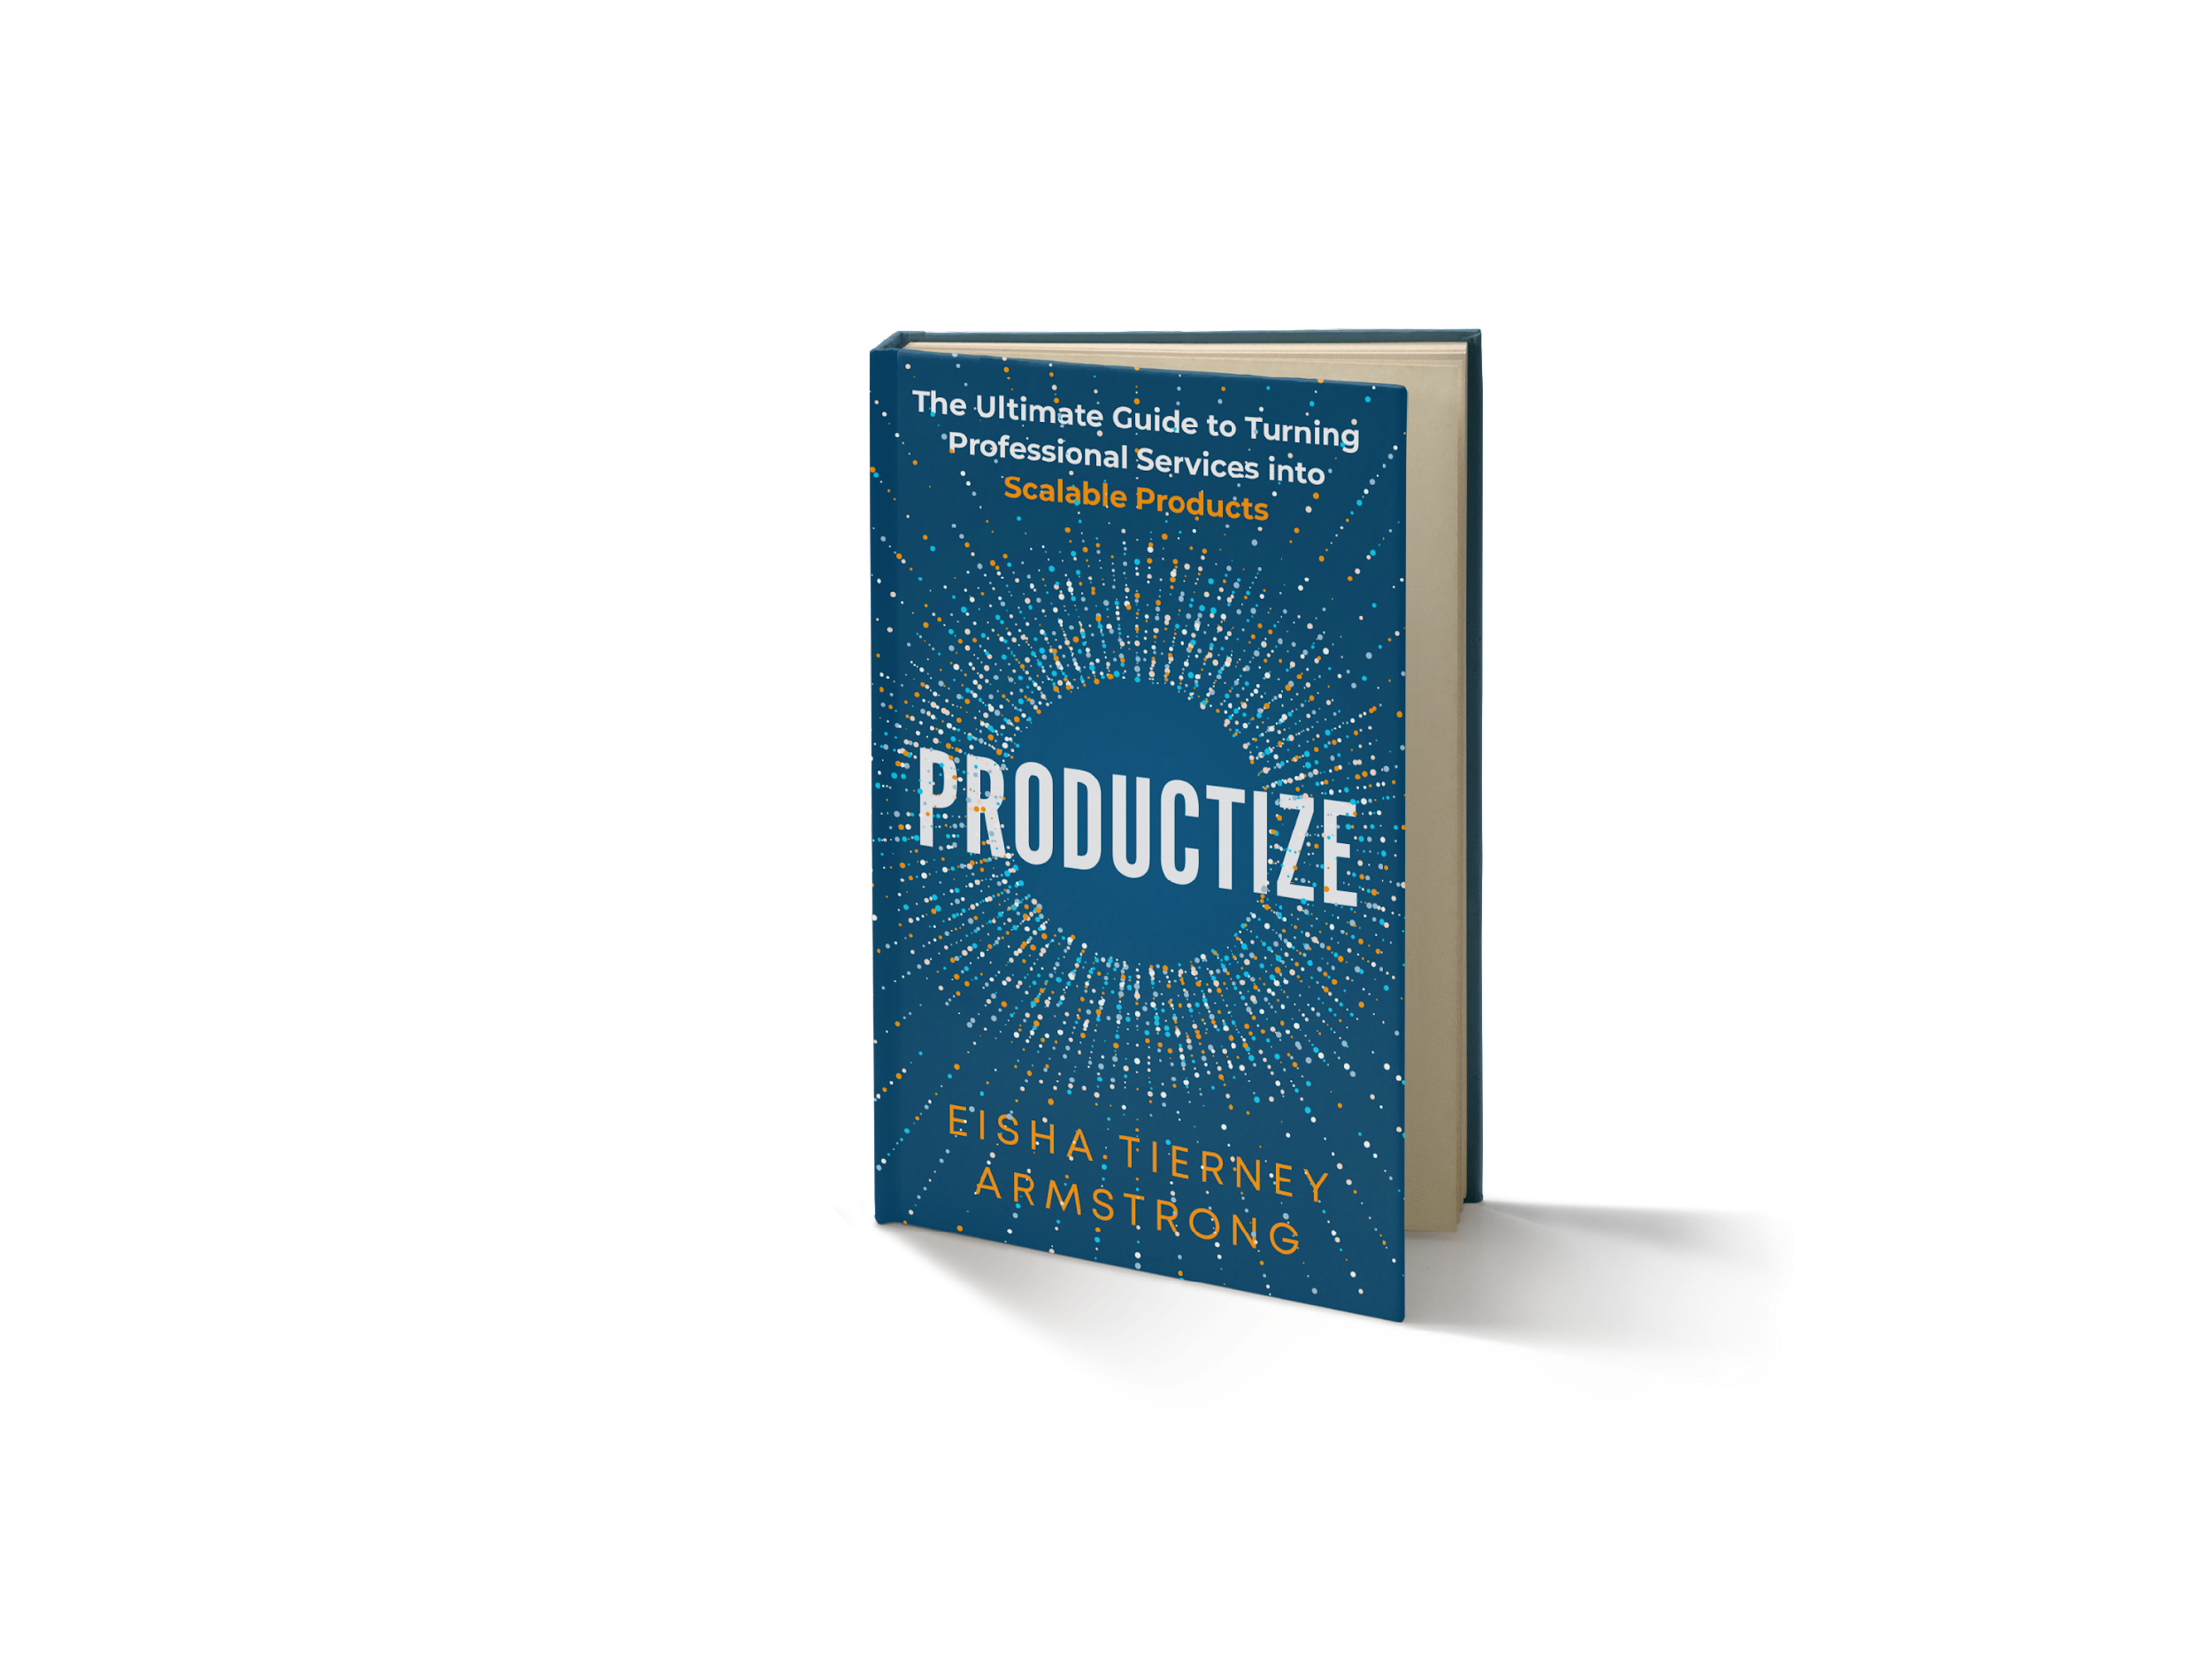 The Ultimate Guide to Turning
Professional Services into
Scalable Products
PRODUCTIZE
EISHA TIERNEY
ARMSTRONG